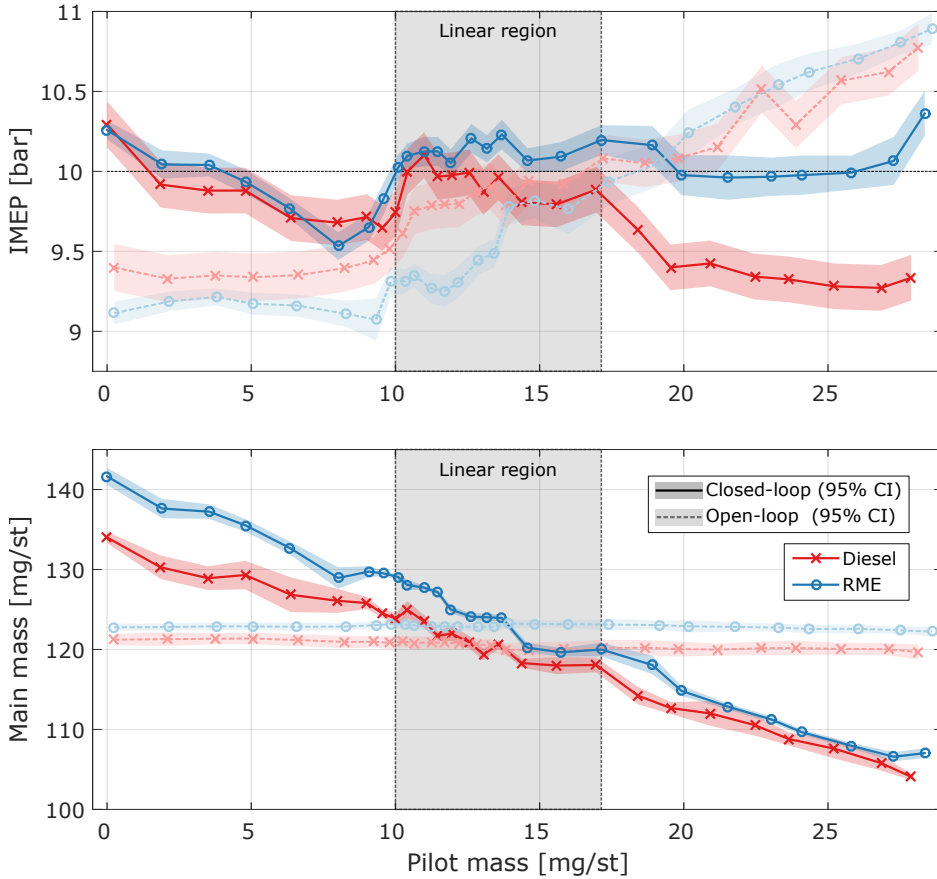 11
10.5
10
9.5
9
IMEP [bar]
Linear region
0
5
10
15
20
25
140
130
120
110
100
Main mass [mg/st]
Linear region
Closed-loop (95% CI)
Open-loop (95% CI)
Diesel
RME
0
5
10
15
20
25
Pilot mass [mg/st]